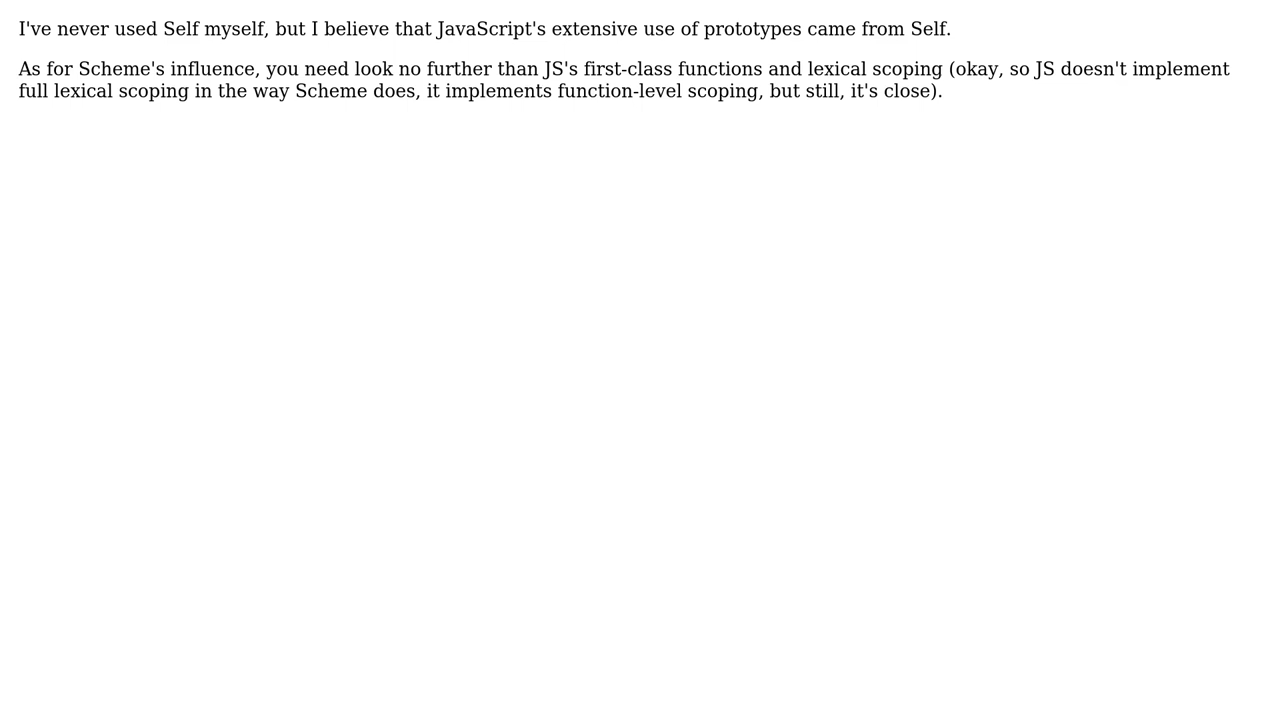 I've never used Self myself, but I believe that JavaScript's extensive use of prototypes came from Self.
As for Scheme's influence, you need look no further than JS's first-class functions and lexical scoping (okay, so JS doesn't implement
full lexical scoping in the way Scheme does, it implements function-level scoping, but still, it's close).